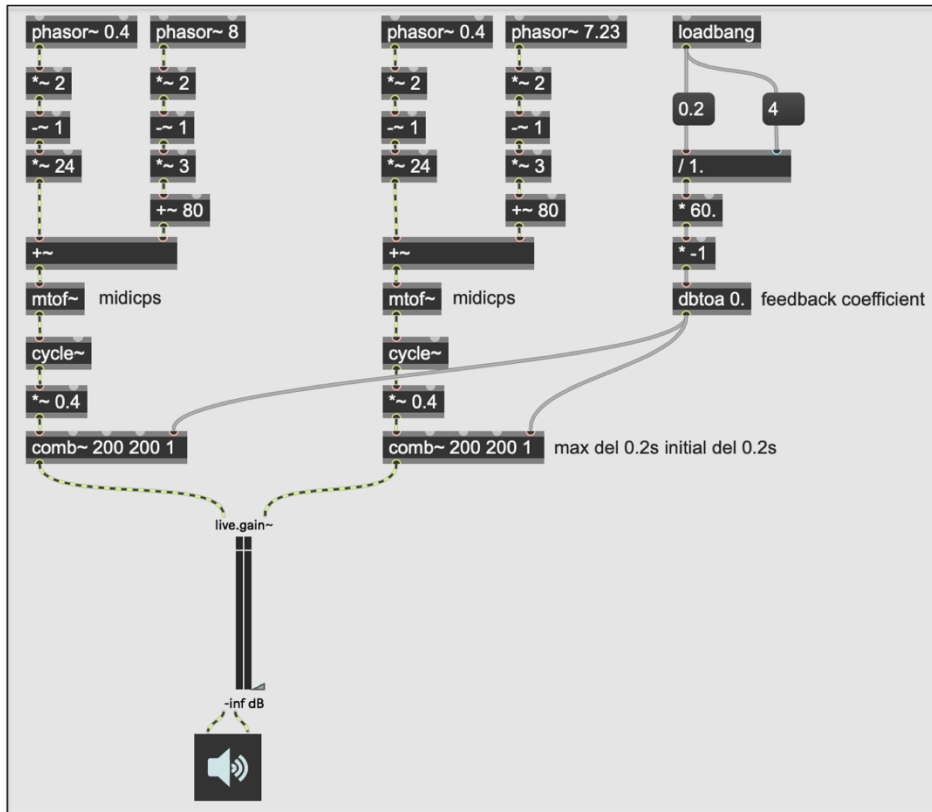 phasor~ 0.4
phasor~ 8
phasor~ 0.4
phasor~ 7.23
loadbang
*~ 2
*~ 2
*~ 2
*~ 2
0.2
4
-~ 1
-~ 1
-~ 1
-~ 1
*~ 24
*~ 3
*~ 24
*~ 3
/ 1.
+~ 80
+~ 80
* 60.
+~
+~
* -1
mtof~ midicps
mtof~ midicps
dbtoa 0. feedback coefficient
cycle~
cycle~
*~ 0.4
*~ 0.4
comb~ 200 200 1
comb~ 200 200 1 max del 0.2s initial del 0.2s
live.gain~
-inf dB